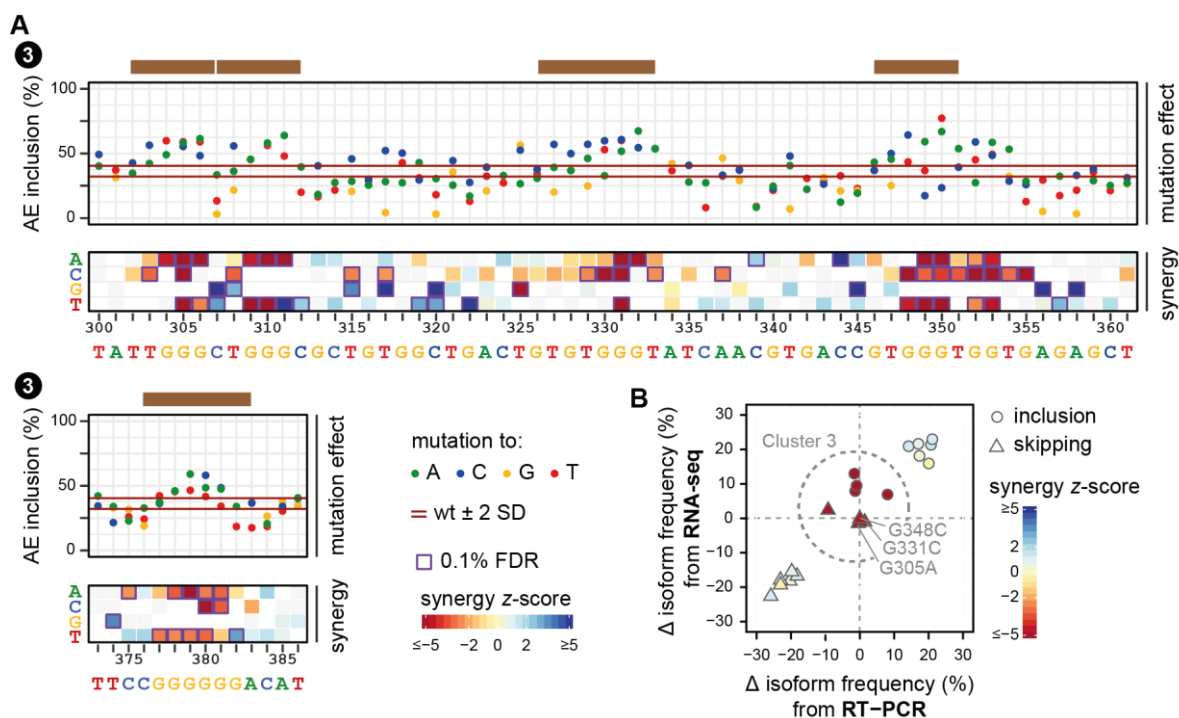 A
3
AE inclusion (%)
100
50
0
mutation effect
A
C
G
T
synergy
300 305 310 315 320 325 330 335 340 345 350 355 360
TATTGGGCTGGGCGCTGTGGCTGACTGTGTGGGTATCAACGTGACCGTGGGTGGTGAGAGCT
3
AE inclusion (%)
100
50
0
mutation effect
A
C
G
T
synergy
375 380 385
TTCCGGGGGGACAT
mutation to:
A C G T
wt ± 2 SD
0.1% FDR
synergy z-score
≤−5 −2 0 2 ≥5
B
Δ isoform frequency (%)
from RNA-seq
30
20
10
0
−10
−20
−30
Cluster 3
G348C
G331C
G305A
−30 −20 −10 0 10 20 30
Δ isoform frequency (%)
from RT−PCR
inclusion
skipping
synergy z-score
≥5
2
0
−2
≤−5